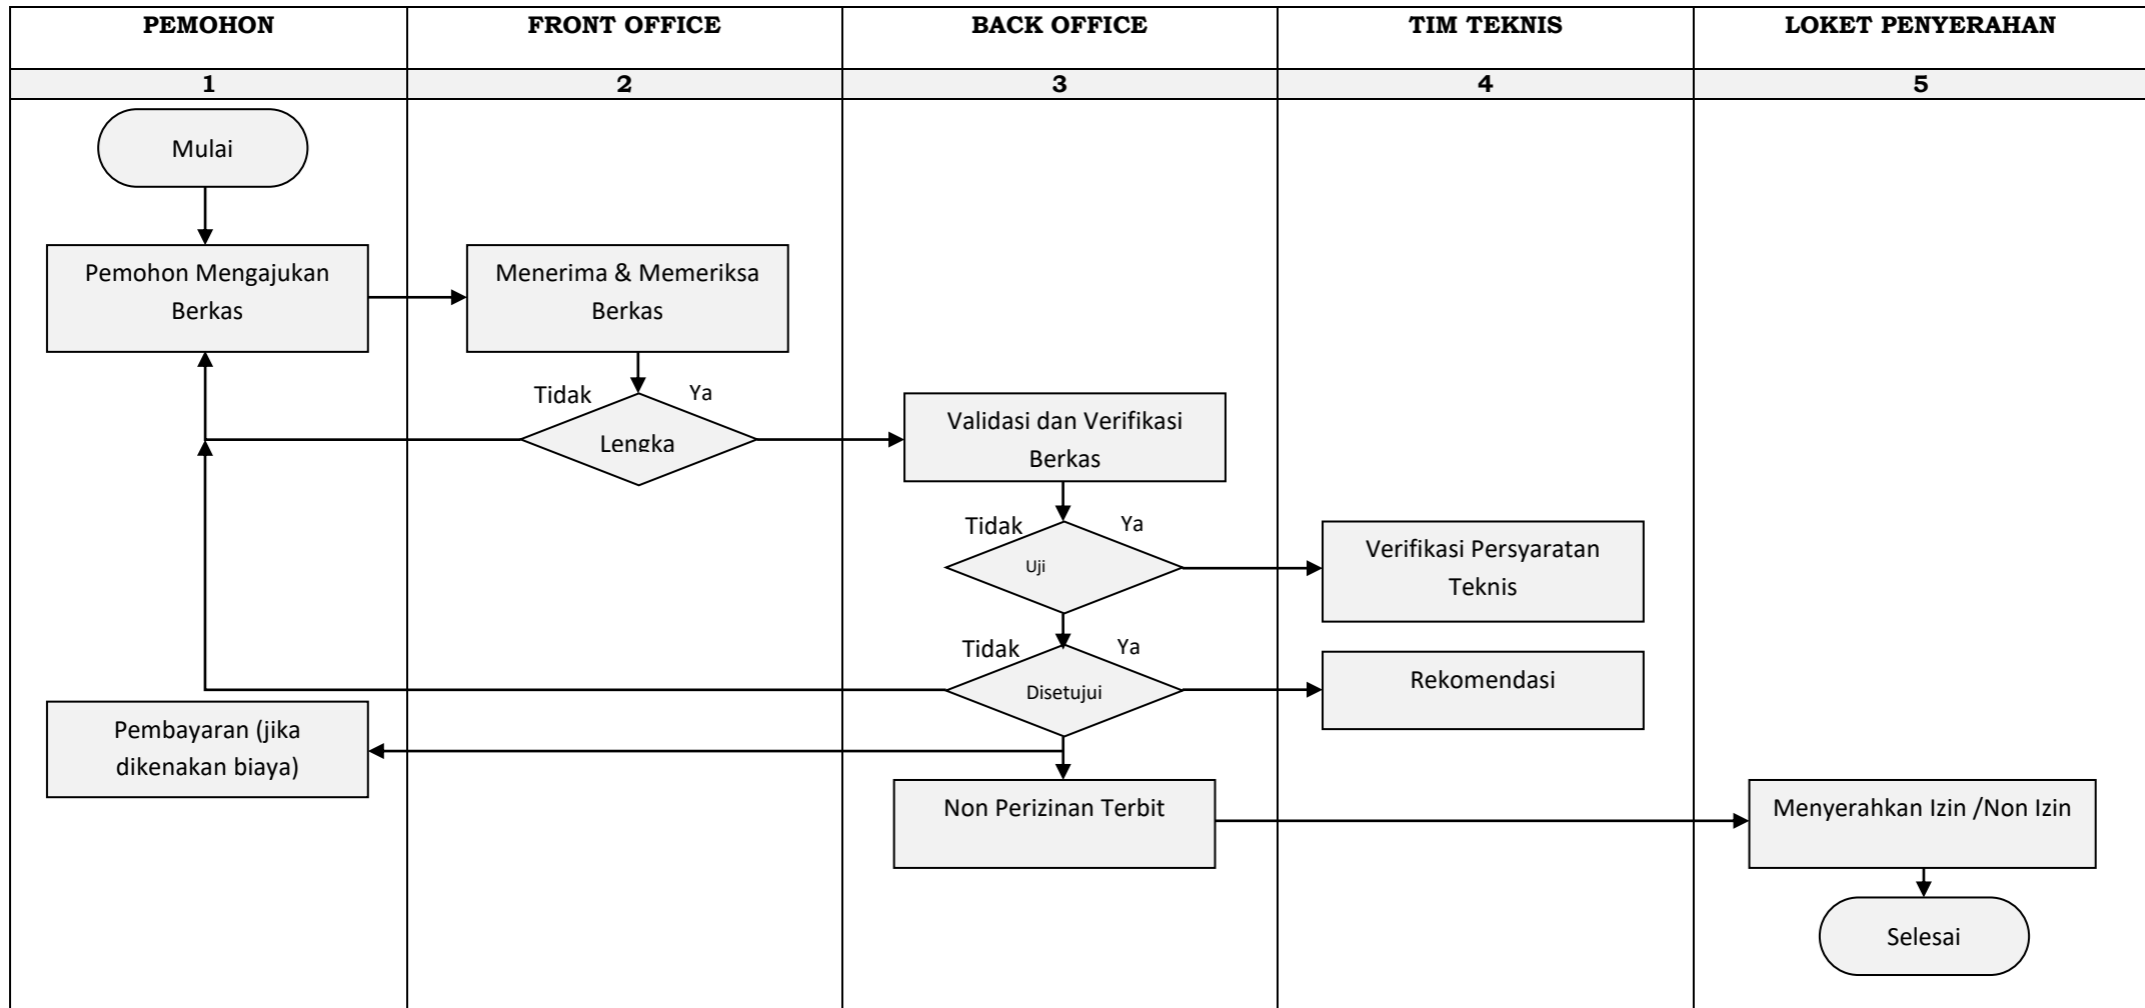 PEMOHON
FRONT OFFICE
BACK OFFICE
TIM TEKNIS
LOKET PENYERAHAN
1
2
3
4
5
Mulai
Pemohon Mengajukan
Berkas
Menerima & Memeriksa
Berkas
Tidak
Ya
Lengka
Validasi dan Verifikasi
Berkas
Tidak
Ya
Uji
Verifikasi Persyaratan
Teknis
Tidak
Ya
Disetujui
Rekomendasi
Pembayaran (jika
dikenakan biaya)
Non Perizinan Terbit
Menyerahkan Izin /Non Izin
Selesai